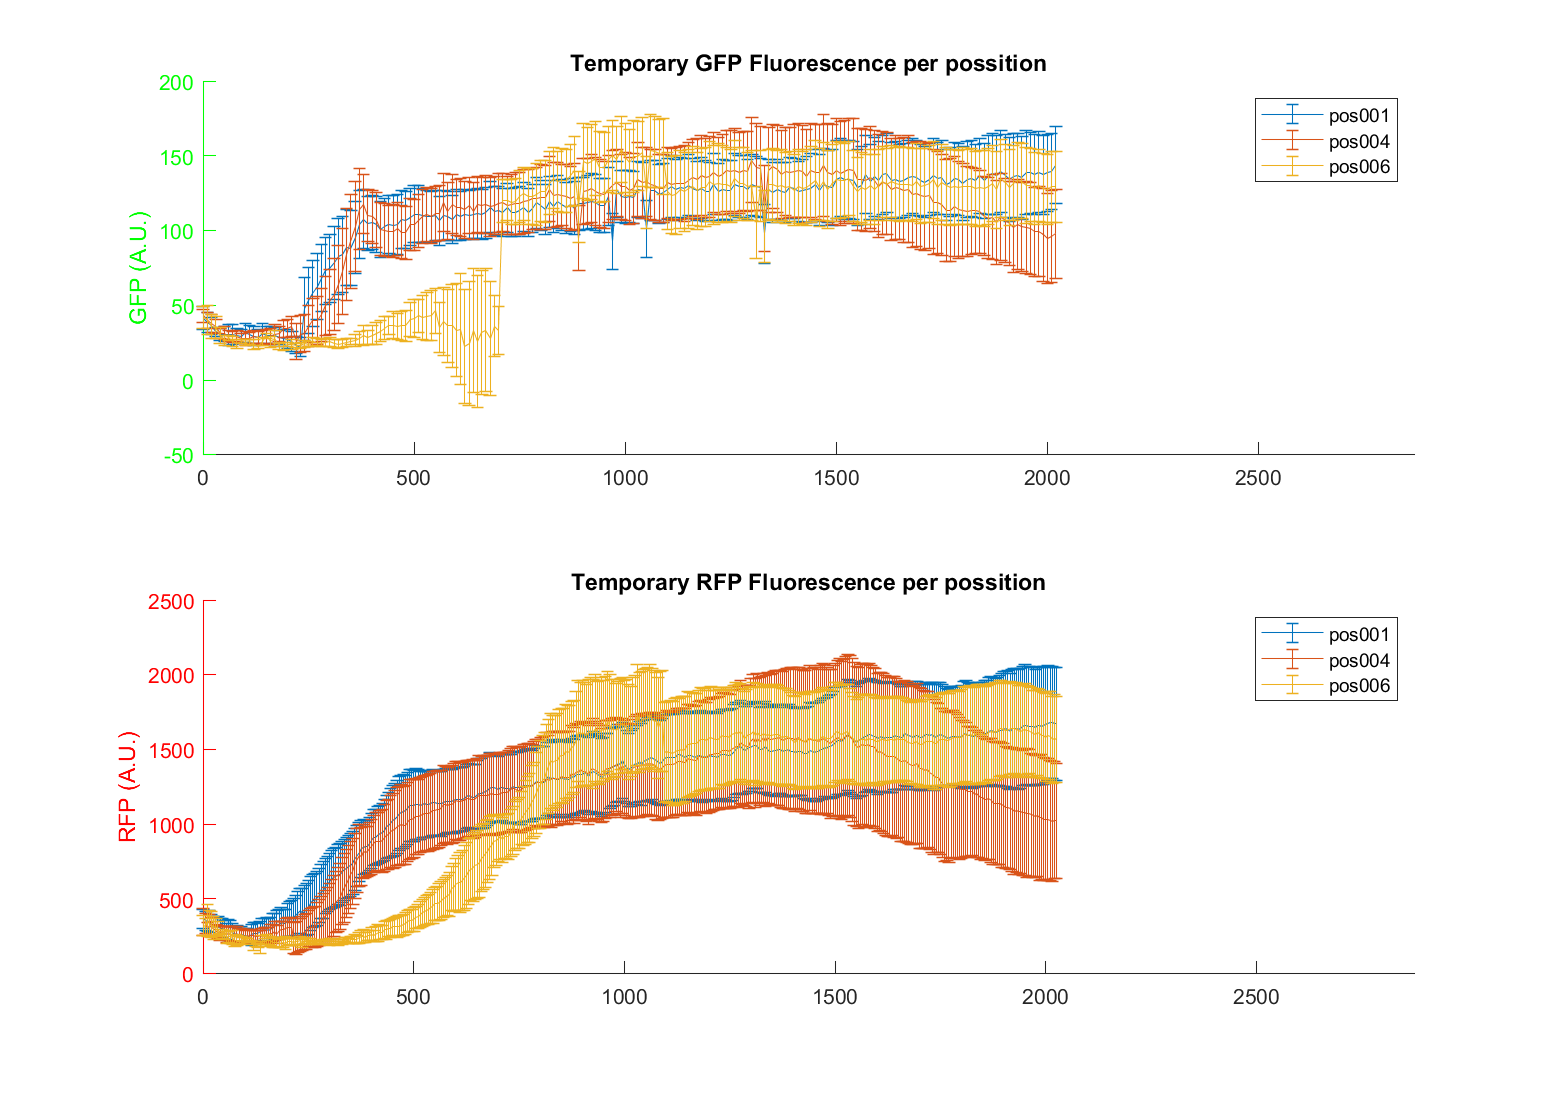 Temporary GFP Fluorescence per possition
200
150
100
50
0
-50
GFP (A.U.)
0 500 1000 1500 2000 2500
pos001
pos004
pos006
Temporary RFP Fluorescence per possition
2500
2000
1500
1000
500
0
RFP (A.U.)
0 500 1000 1500 2000 2500
pos001
pos004
pos006